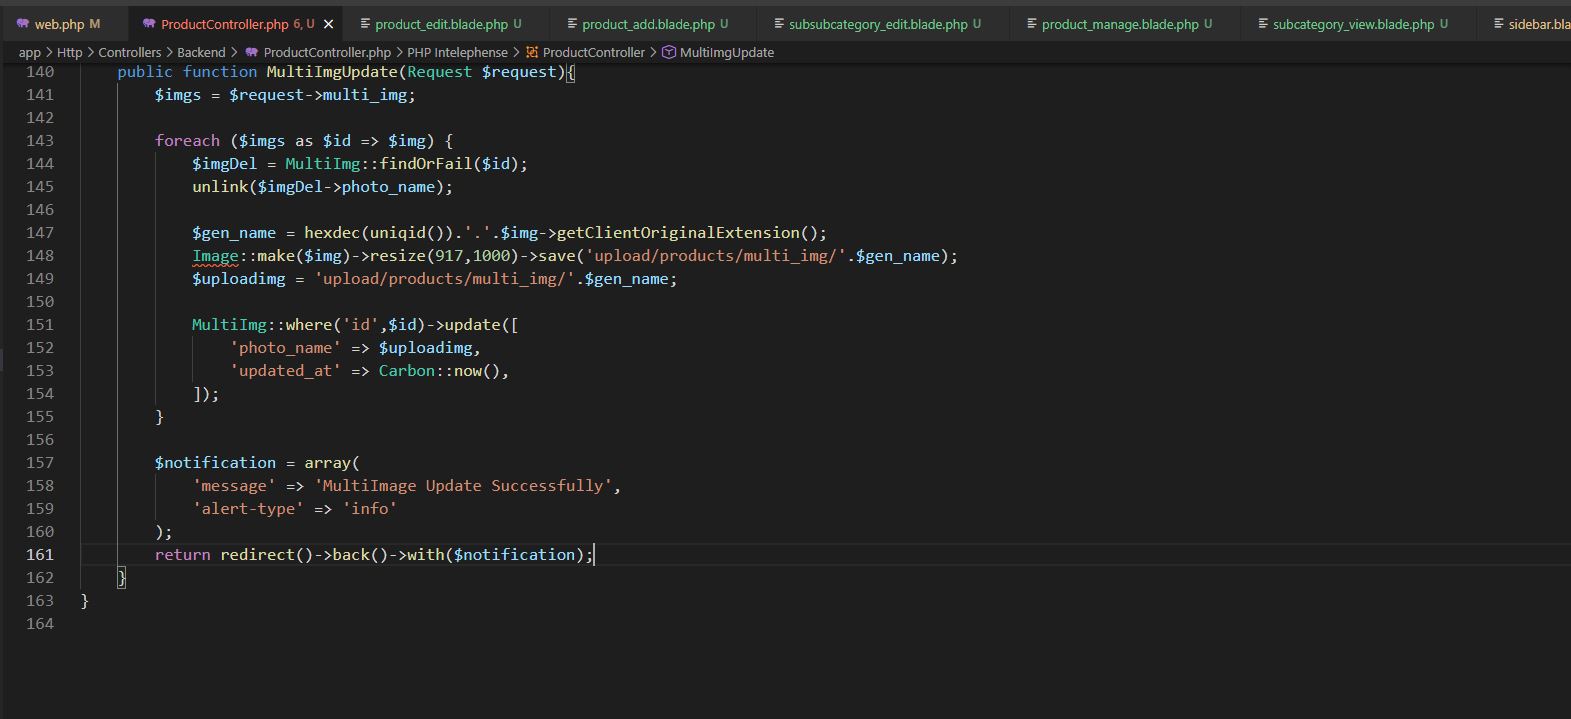 web.php M ProductController.php 6, U × product_edit.blade.php U product_add.blade.php U subsubcategory_edit.blade.php U product_manage.blade.php U subcategory_view.blade.php U sidebar.bla
app > Http > Controllers > Backend > ProductController.php > PHP Intelephense > ProductController > MultiImgUpdate
140 public function MultiImgUpdate(Request $request){
141 $imgs = $request->multi_img;
142
143 foreach ($imgs as $id => $img) {
144 $imgDel = MultiImg::findOrFail($id);
145 unlink($imgDel->photo_name);
146
147 $gen_name = hexdec(uniqid()).'.'.$img->getClientOriginalExtension();
148 Image::make($img)->resize(917,1000)->save('upload/products/multi_img/'.$gen_name);
149 $uploadimg = 'upload/products/multi_img/'.$gen_name;
150
151 MultiImg::where('id',$id)->update([
152 'photo_name' => $uploadimg,
153 'updated_at' => Carbon::now(),
154 ]);
155 }
156
157 $notification = array(
158 'message' => 'MultiImage Update Successfully',
159 'alert-type' => 'info'
160 );
161 return redirect()->back()->with($notification);
162 }
163 }
164